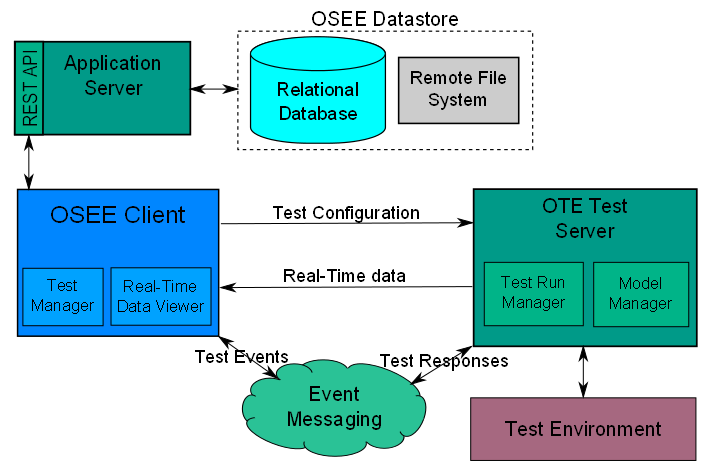 OSEE Datastore
REST API
Application
Server
Relational
Database
Remote File
System
OSEE Client
Test
Manager
Real-Time
Data Viewer
Test Configuration
Real-Time data
OTE Test
Server
Test Run
Manager
Model
Manager
Test Events
Test Responses
Event
Messaging
Test Environment